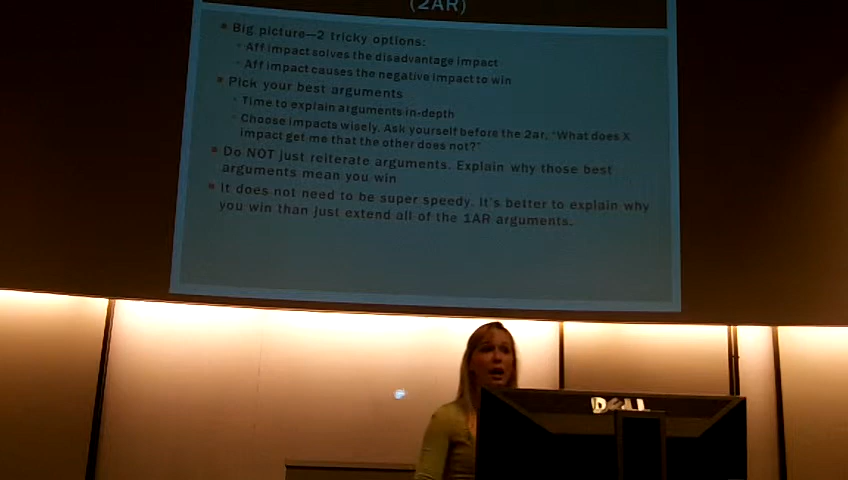 (2AR)
Big picture—2 tricky options:
Aff impact solves the disadvantage impact
Aff impact causes the negative impact to win
Pick your best arguments
Time to explain arguments in-depth
Choose impacts wisely. Ask yourself before the 2ar, "What does X
impact get me that the other does not?"
Do NOT just reiterate arguments. Explain why those best
arguments mean you win
It does not need to be super speedy. It's better to explain why
you win than just extend all of the 1AR arguments.
DELL